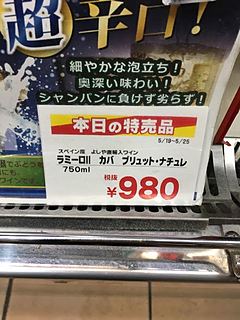 超辛口!
細やかな泡立ち!
奥深い味わい!
シャンパンに負けず劣らず!
本日の特売品
5/19~5/25
スペイン産 よしや直輸入ワイン
ラミーロII カバ ブリュット・ナチュレ
750ml
税抜
¥980